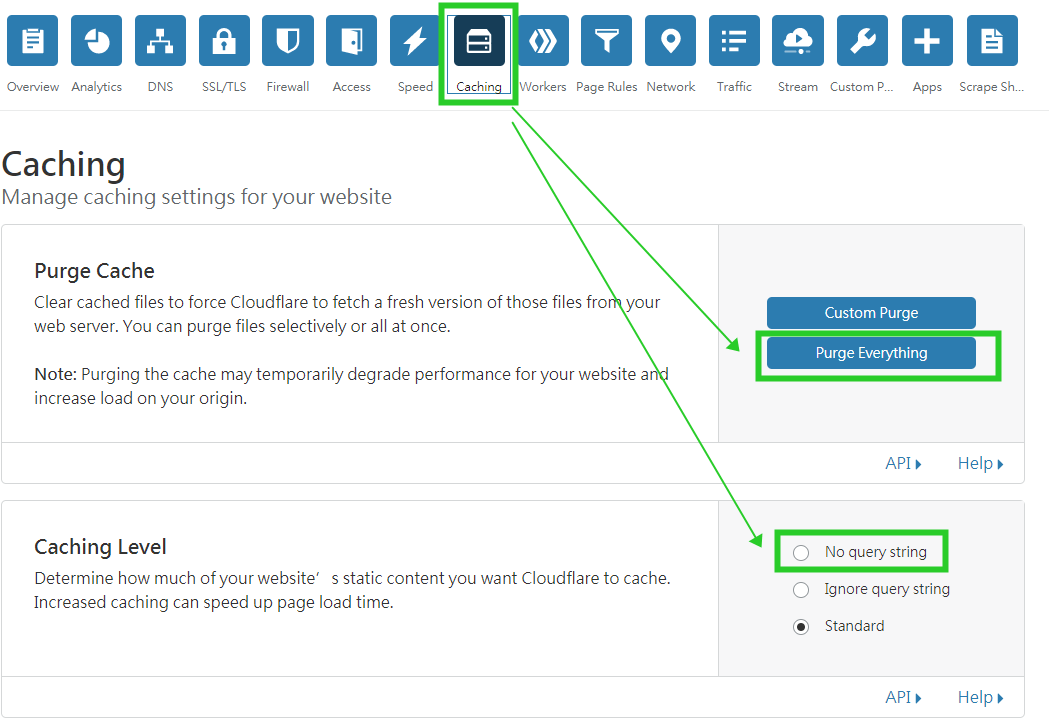 Overview Analytics DNS SSL/TLS Firewall Access Speed Caching Workers Page Rules Network Traffic Stream Custom P... Apps Scrape Sh...
Caching
Manage caching settings for your website
Purge Cache
Clear cached files to force Cloudflare to fetch a fresh version of those files from your
web server. You can purge files selectively or all at once.
Note: Purging the cache may temporarily degrade performance for your website and
increase load on your origin.
Custom Purge
Purge Everything
API Help
Caching Level
Determine how much of your website’s static content you want Cloudflare to cache.
Increased caching can speed up page load time.
No query string
Ignore query string
Standard
API Help